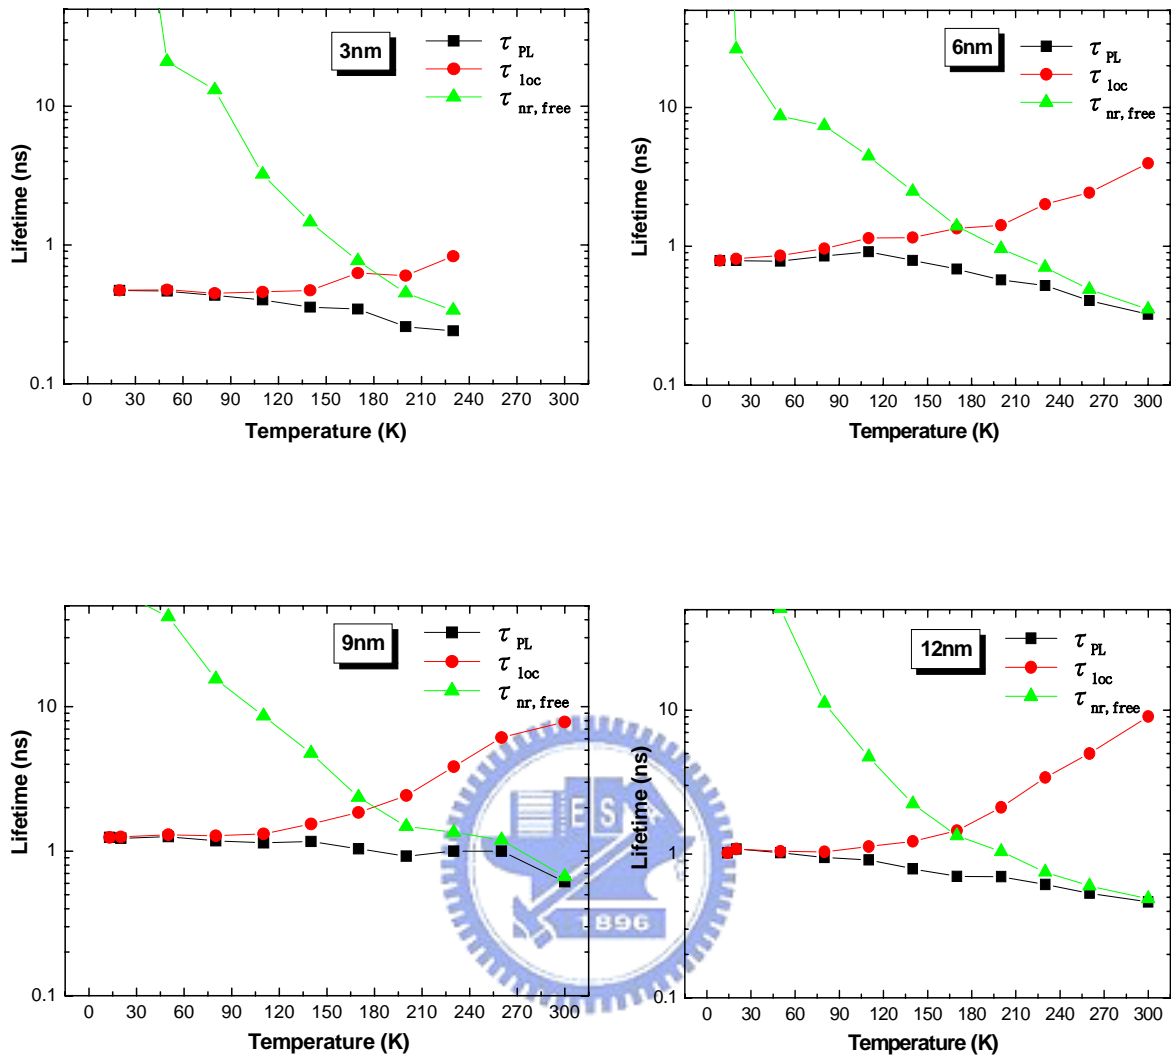 3nm
τ PL
τ loc
τ nr, free
10
1
0.1
Lifetime (ns)
0 30 60 90 120 150 180 210 240 270 300
Temperature (K)
6nm
τ PL
τ loc
τ nr, free
10
1
0.1
Lifetime (ns)
0 30 60 90 120 150 180 210 240 270 300
Temperature (K)
9nm
τ PL
τ loc
τ nr, free
10
1
0.1
Lifetime (ns)
0 30 60 90 120 150 180 210 240 270 300
Temperature (K)
12nm
τ PL
τ loc
τ nr, free
10
1
0.1
Lifetime (ns)
0 30 60 90 120 150 180 210 240 270 300
Temperature (K)
E S
1896